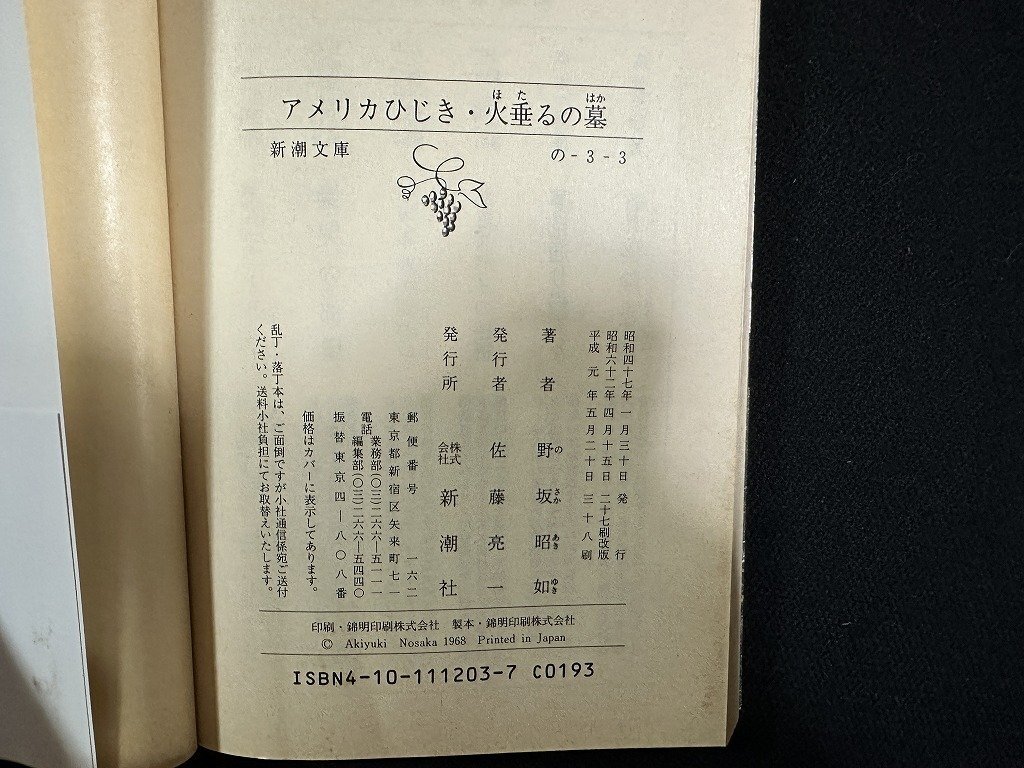 アメリカひじき・火垂るの墓
新潮文庫 の-3-3
昭和四十七年 一月三十日 発行
昭和六十二年 四月十五日 二十七刷改版
平成元年五月二十日 三十八刷
著者 野坂昭如
発行者 佐藤亮一
発行所 株式会社 新潮社
郵便番号 一六二
東京都新宿区矢来町七一
電話 業務部(〇三)二六六―五一一一
編集部(〇三)二六六―五四四〇
振替東京四―八〇八番
価格はカバーに表示してあります。
乱丁・落丁本は、ご面倒ですが小社通信係宛ご送付
ください。送料小社負担にてお取替えいたします。
印刷・錦明印刷株式会社 製本・錦明印刷株式会社
© Akiyuki Nosaka 1968 Printed in Japan
ISBN4-10-111203-7 C0193